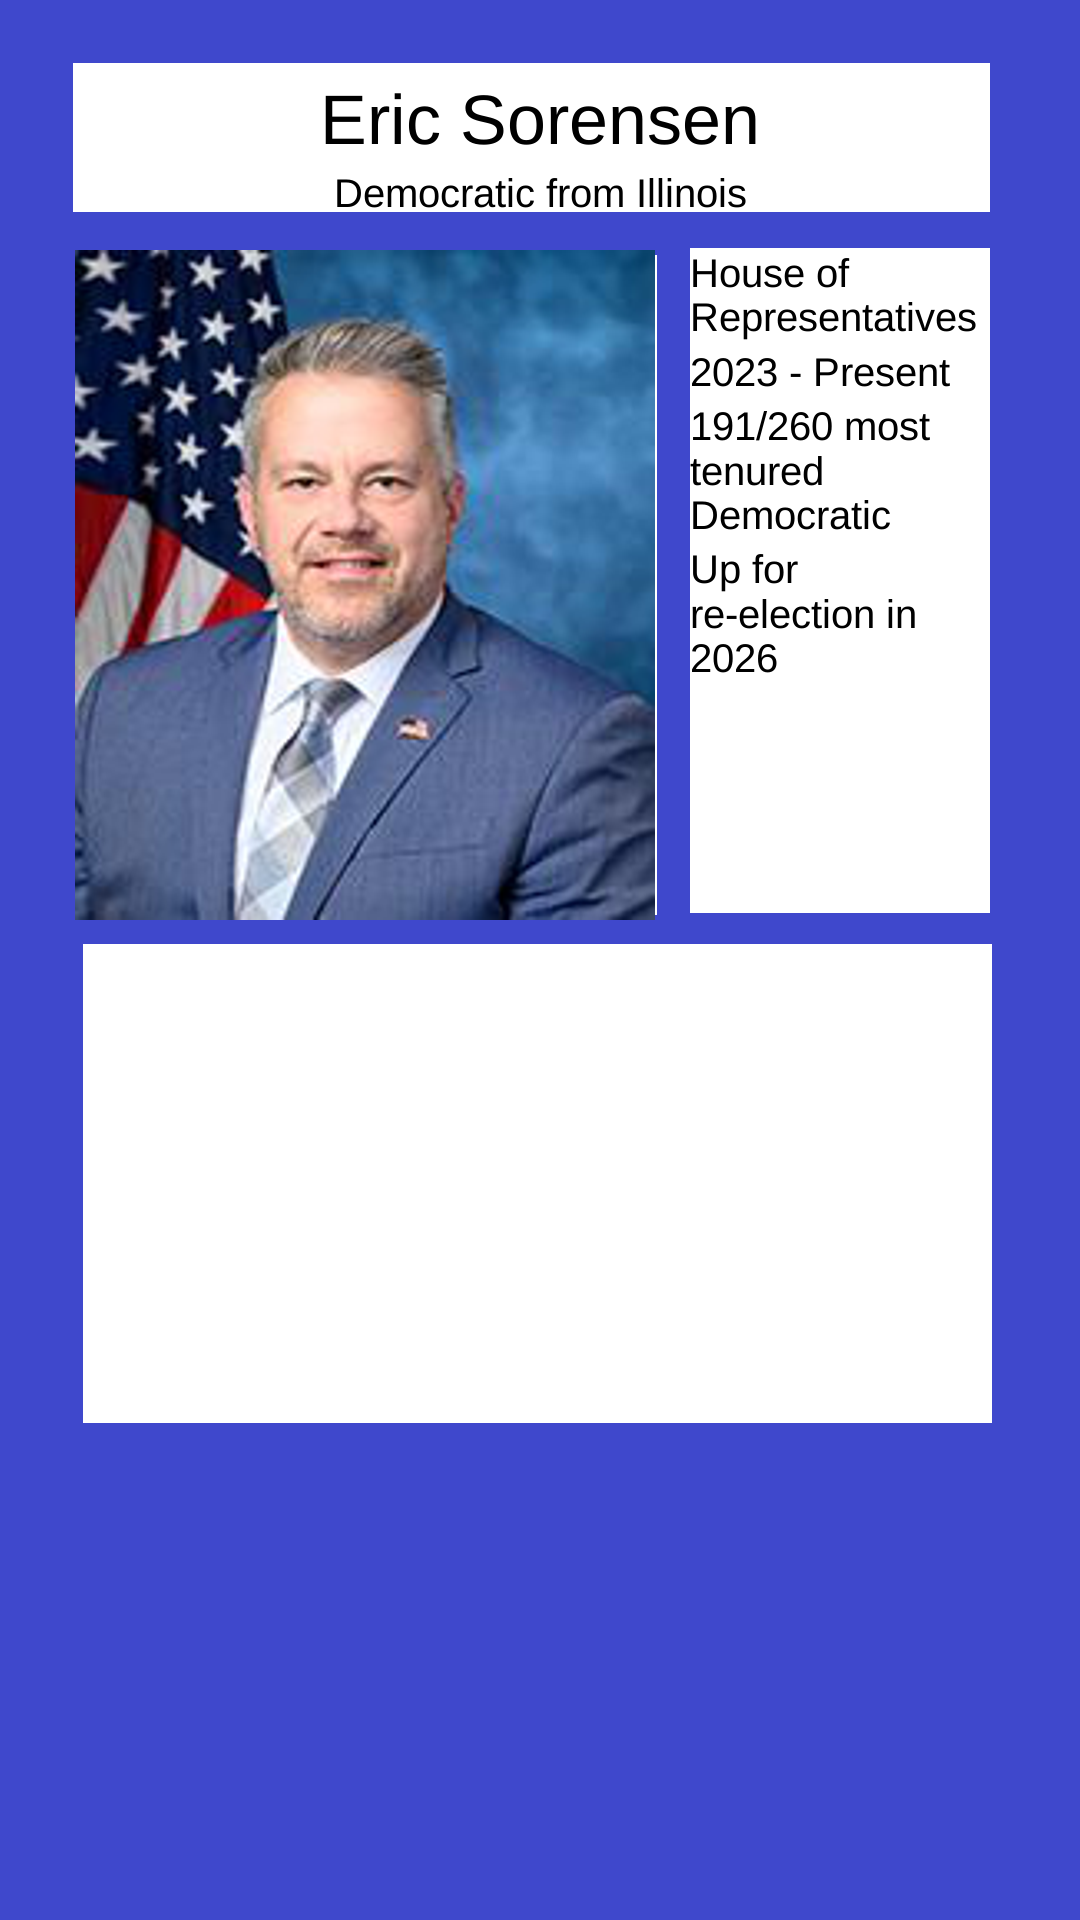 Eric Sorensen
Democratic from Illinois
House of
Representatives
2023 - Present
191/260 most
tenured
Democratic
Up for
re-election in
2026